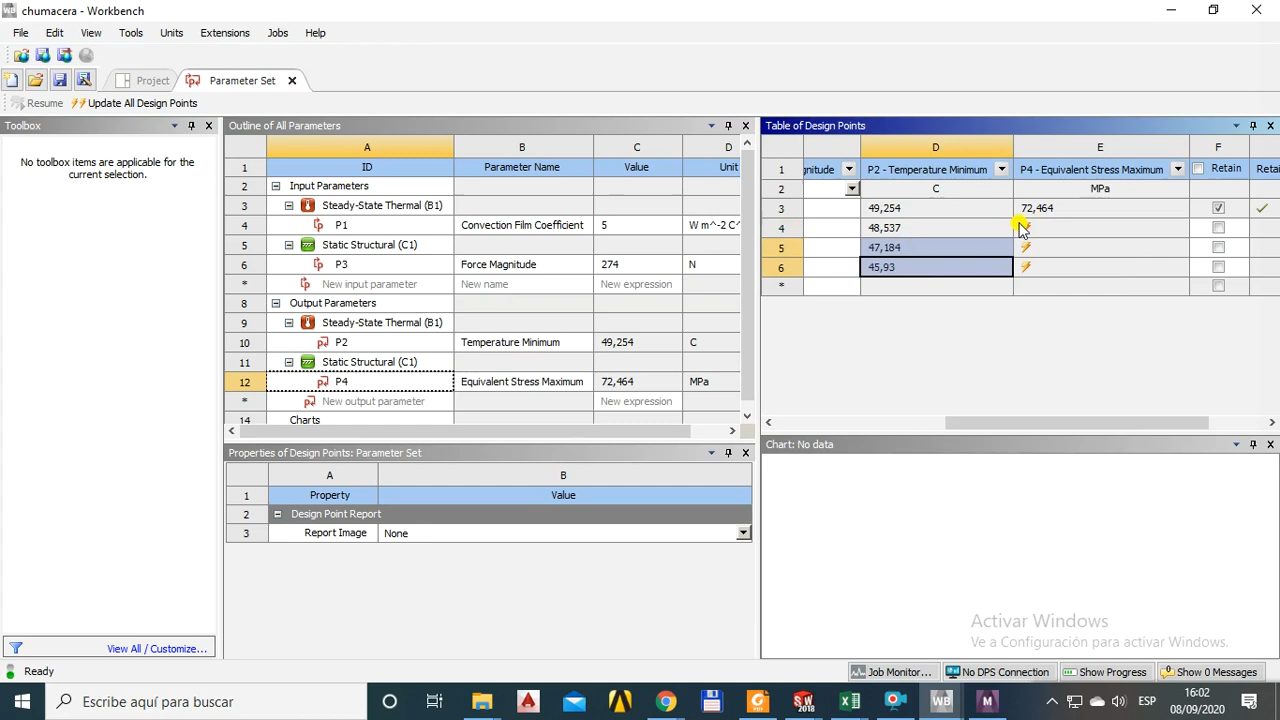 chumacera - Workbench
File Edit View Tools Units Extensions Jobs Help
Project Parameter Set
Resume Update All Design Points
Toolbox
No toolbox items are applicable for the
current selection.
View All / Customize...
Outline of All Parameters
A B C D
1 ID Parameter Name Value Unit
2 Input Parameters
3 Steady-State Thermal (B1)
4 P1 Convection Film Coefficient 5 W m^-2 C^
5 Static Structural (C1)
6 P3 Force Magnitude 274 N
* New input parameter New name New expression
8 Output Parameters
9 Steady-State Thermal (B1)
10 P2 Temperature Minimum 49,254 C
11 Static Structural (C1)
12 P4 Equivalent Stress Maximum 72,464 MPa
* New output parameter New expression
14 Charts
Properties of Design Points: Parameter Set
A B
1 Property Value
2 Design Point Report
3 Report Image None
Table of Design Points
D E F
1 gnitude P2 - Temperature Minimum P4 - Equivalent Stress Maximum Retain Retai
2 C MPa
3 49,254 72,464
4 48,537
5 47,184
6 45,93
*
Chart: No data
Activar Windows
Ve a Configuración para activar Windows.
Ready
Job Monitor... No DPS Connection Show Progress Show 0 Messages
Escribe aquí para buscar
ESP
16:02
08/09/2020